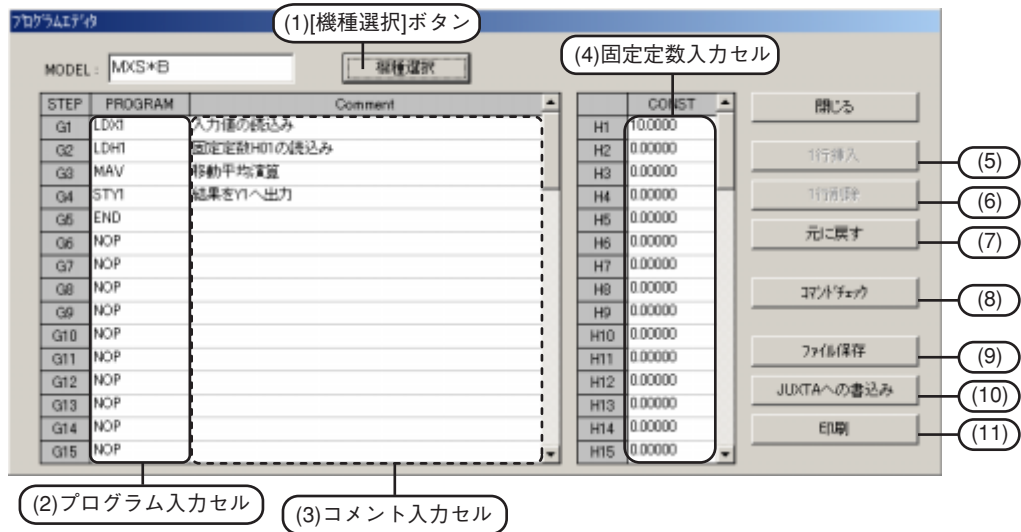 プログラムエディタ
(1)[機種選択]ボタン
(4)固定定数入力セル
MODEL : MXS*B 機種選択
STEP PROGRAM Comment CONST
G1 LDX1 入力値の読込み H1 10.0000
G2 LDH1 固定定数H01の読込み H2 0.00000
G3 MAV 移動平均演算 H3 0.00000
G4 STY1 結果をY1へ出力 H4 0.00000
G5 END H5 0.00000
G6 NOP H6 0.00000
G7 NOP H7 0.00000
G8 NOP H8 0.00000
G9 NOP H9 0.00000
G10 NOP H10 0.00000
G11 NOP H11 0.00000
G12 NOP H12 0.00000
G13 NOP H13 0.00000
G14 NOP H14 0.00000
G15 NOP H15 0.00000
閉じる
1行挿入 (5)
1行削除 (6)
元に戻す (7)
コマンドチェック (8)
ファイル保存 (9)
JUXTAへの書込み (10)
印刷 (11)
(2)プログラム入力セル
(3)コメント入力セル